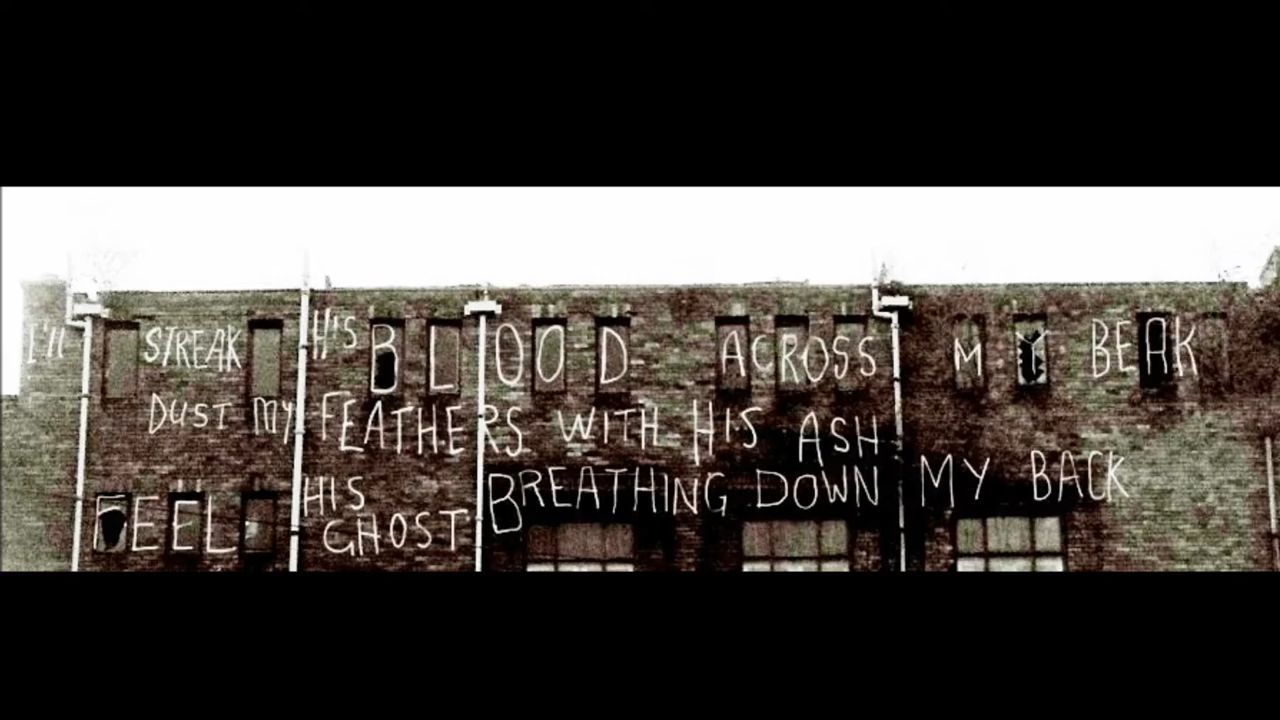 I'll STREAK HIS BLOOD ACROSS MY BEAK
DUST MY FEATHERS WITH HIS ASH
FEEL HIS GHOST BREATHING DOWN MY BACK